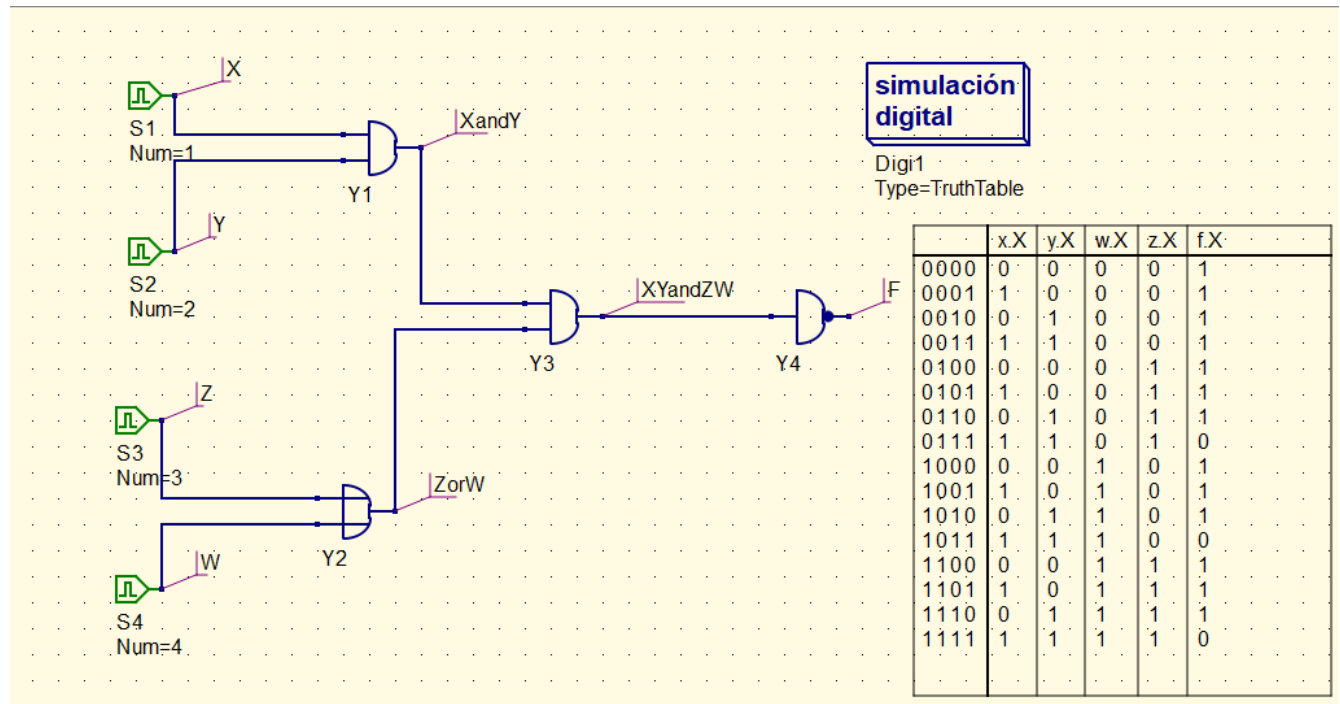 X
S1
Num=1
XandY
Y1
Y
S2
Num=2
simulación
digital
Digi1
Type=TruthTable
XYandZW
F
Y3
Y4
Z
S3
Num=3
ZorW
Y2
W
S4
Num=4
x.X y.X w.X z.X f.X
0000 0 0 0 0 1
0001 1 0 0 0 1
0010 0 1 0 0 1
0011 1 1 0 0 1
0100 0 0 0 1 1
0101 1 0 0 1 1
0110 0 1 0 1 1
0111 1 1 0 1 0
1000 0 0 1 0 1
1001 1 0 1 0 1
1010 0 1 1 0 1
1011 1 1 1 0 0
1100 0 0 1 1 1
1101 1 0 1 1 1
1110 0 1 1 1 1
1111 1 1 1 1 0